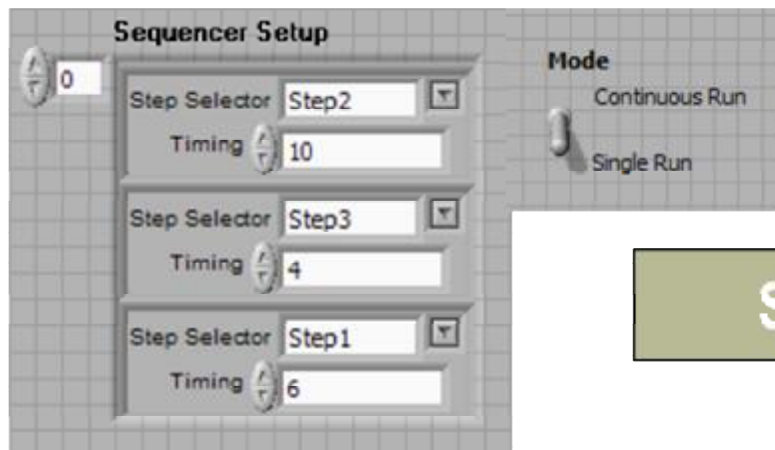 Sequencer Setup
0
Step Selector Step2
Timing 10
Step Selector Step3
Timing 4
Step Selector Step1
Timing 6
Mode
Continuous Run
Single Run
S